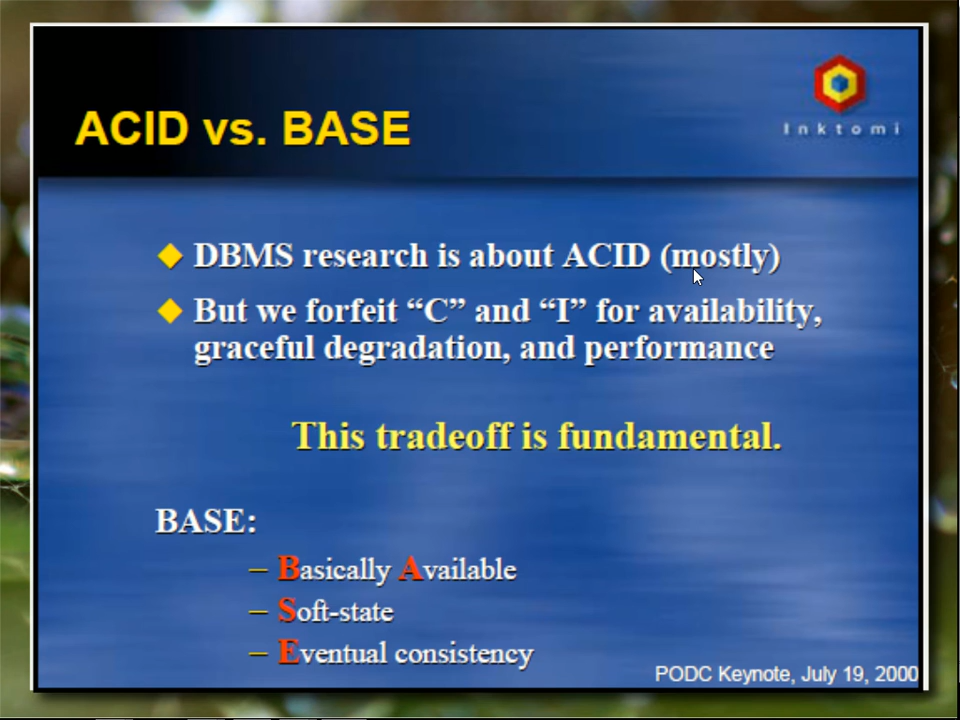 Inktomi
ACID vs. BASE
◆ DBMS research is about ACID (mostly)
◆ But we forfeit “C” and “I” for availability,
graceful degradation, and performance
This tradeoff is fundamental.
BASE:
– Basically Available
– Soft-state
– Eventual consistency
PODC Keynote, July 19, 2000